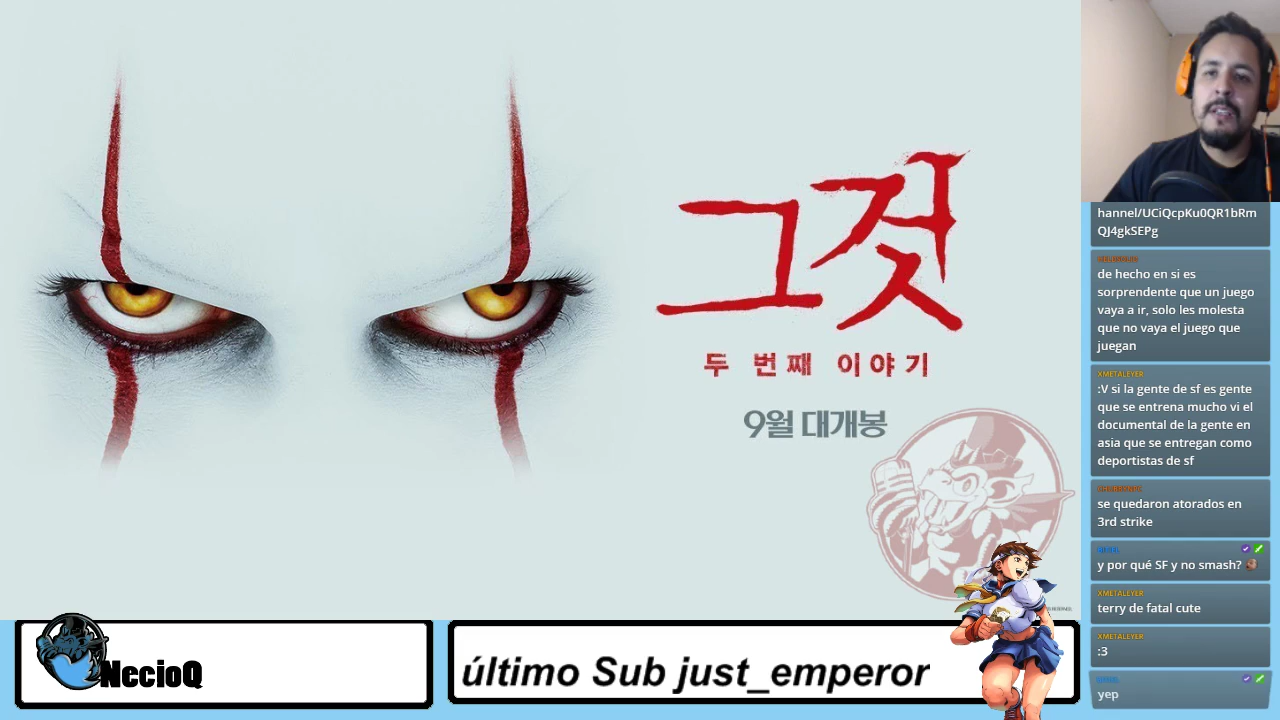 그것
두 번째 이야기
9월 대개봉
NecioQ
último Sub just_emperor
hannel/UCiQcpKu0QR1bRm
QJ4gkSEPg
de hecho en si es
sorprendente que un juego
vaya a ir, solo les molesta
que no vaya el juego que
juegan
XMETALEYER
:V si la gente de sf es gente
que se entrena mucho vi el
documental de la gente en
asia que se entregan como
deportistas de sf
se quedaron atorados en
3rd strike
y por qué SF y no smash?
XMETALEYER
terry de fatal cute
XMETALEYER
:3
yep